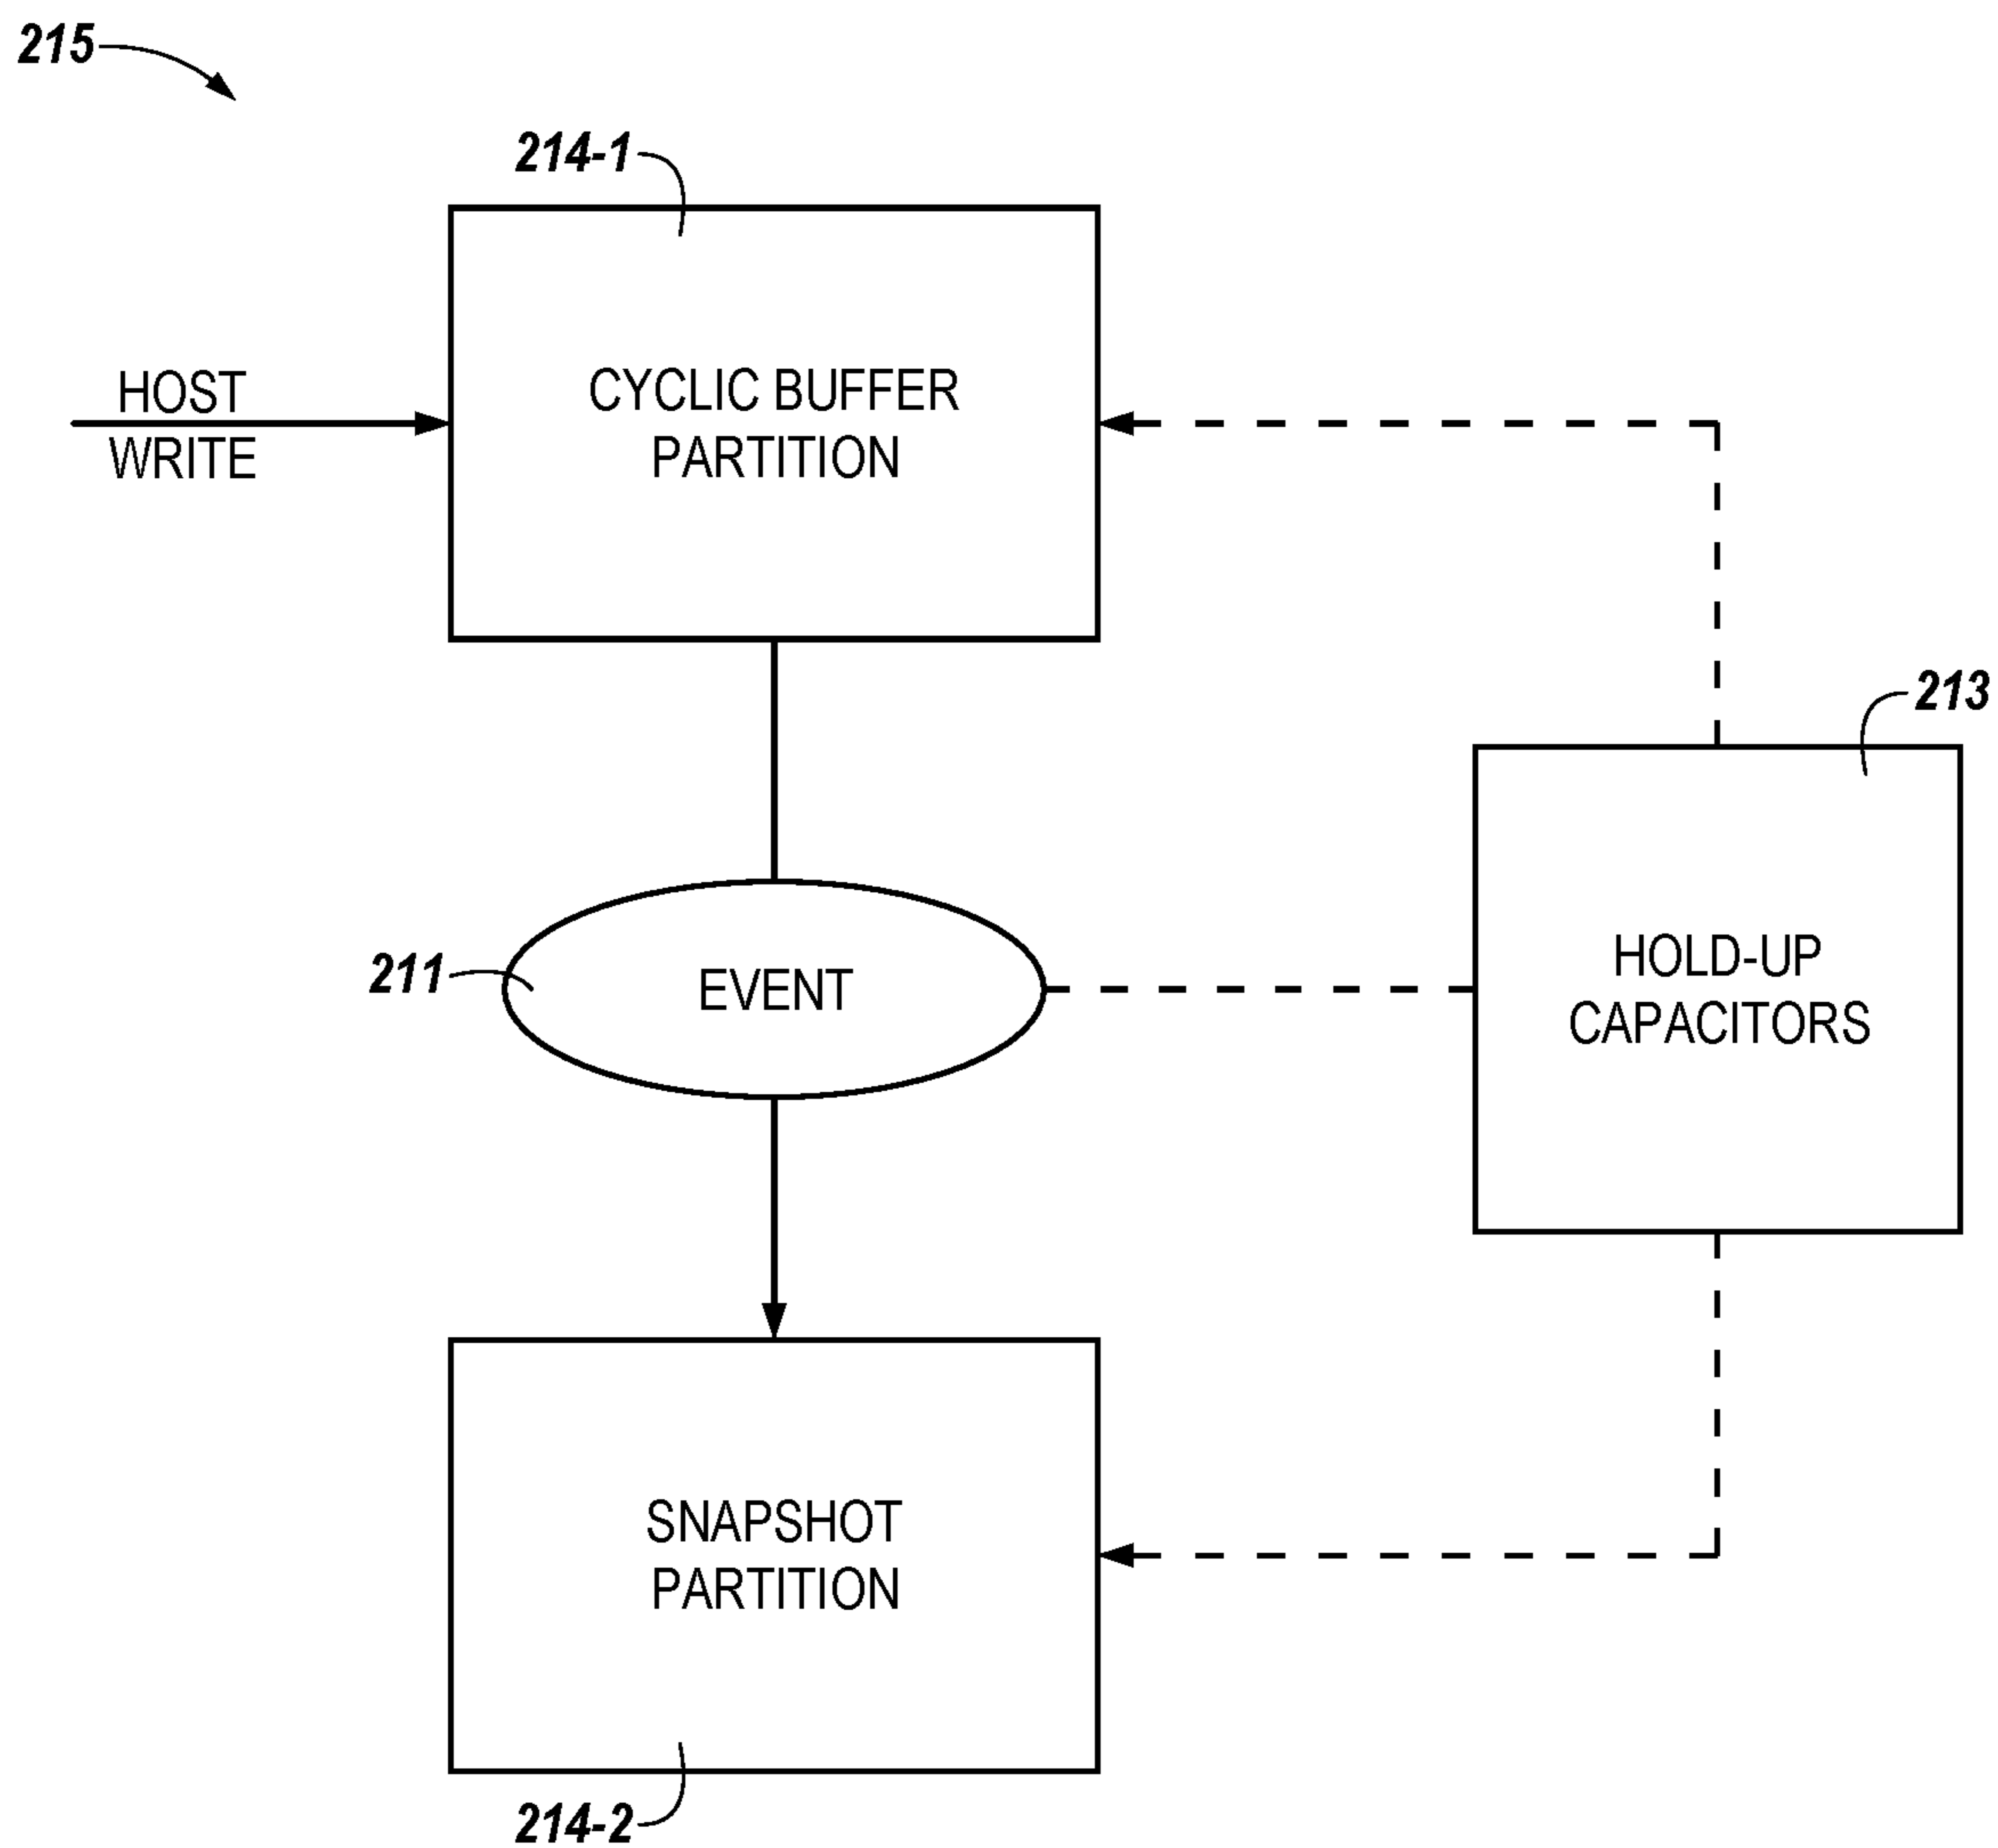 215
214-1
HOST
WRITE
CYCLIC BUFFER
PARTITION
213
211
EVENT
HOLD-UP
CAPACITORS
SNAPSHOT
PARTITION
214-2